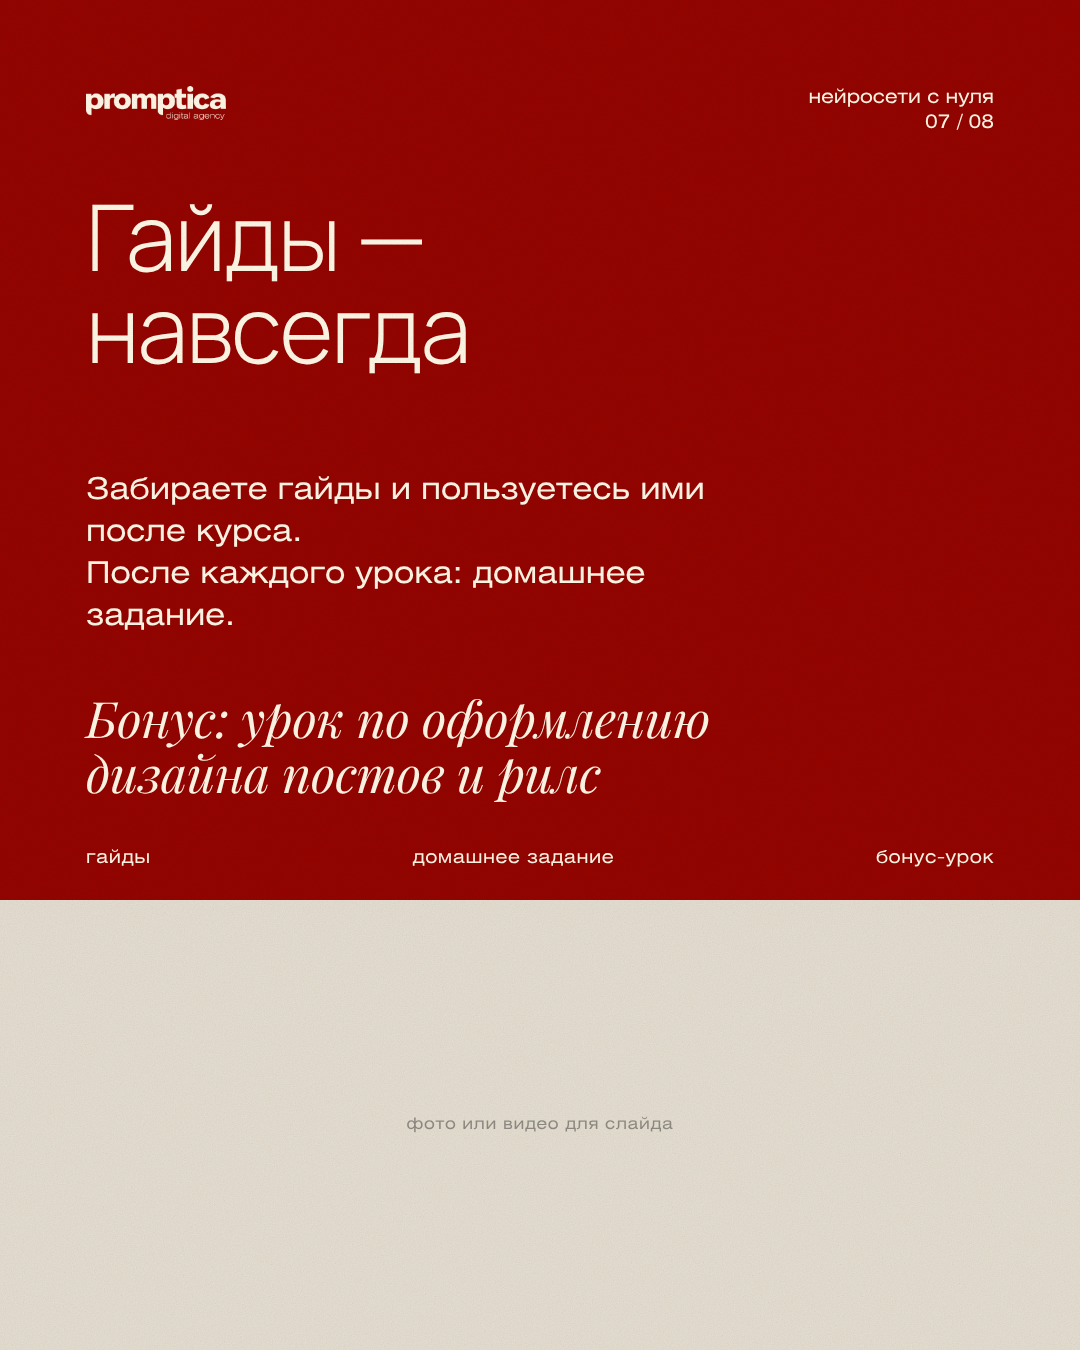 promptica
digital agency
нейросети с нуля
07 / 08
Гайды —
навсегда
Забираете гайды и пользуетесь ими
после курса.
После каждого урока: домашнее
задание.
Бонус: урок по оформлению
дизайна постов и рилс
гайды
домашнее задание
бонус-урок
фото или видео для слайда